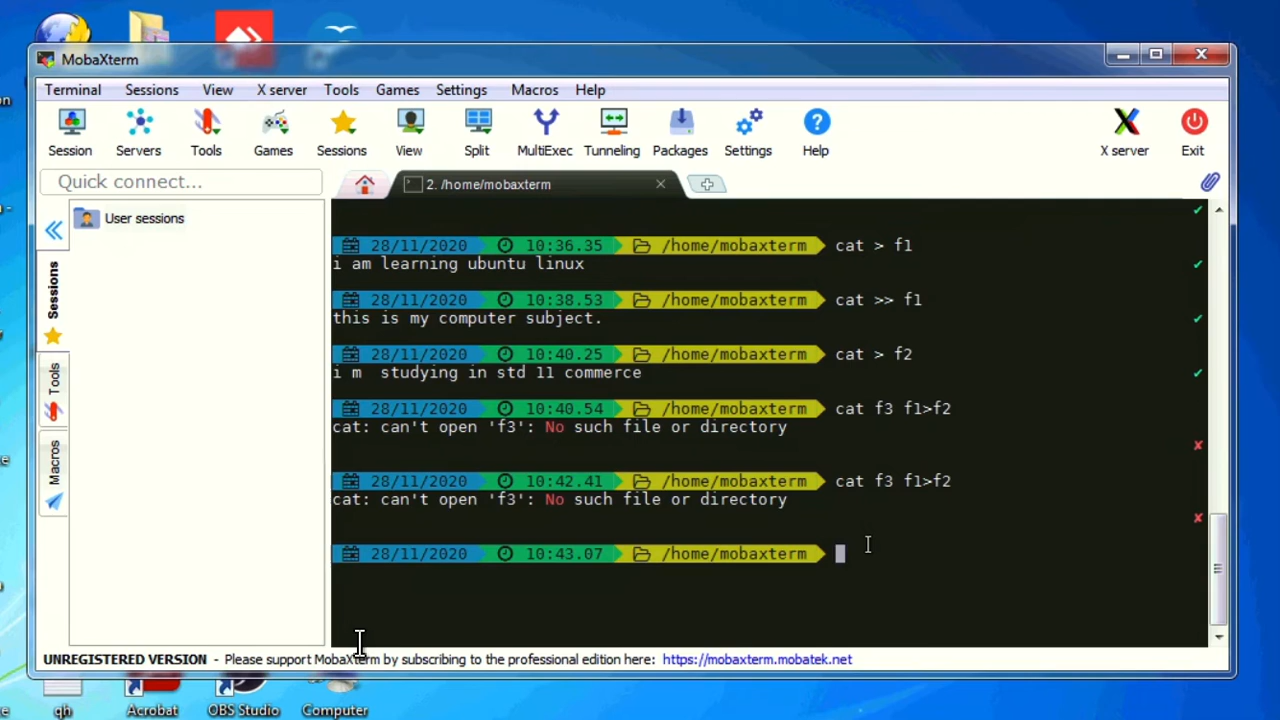 MobaXterm
Terminal Sessions View X server Tools Games Settings Macros Help
Session Servers Tools Games Sessions View Split MultiExec Tunneling Packages Settings Help X server Exit
Quick connect...
2. /home/mobaxterm
User sessions
Sessions
Tools
Macros
28/11/2020 10:36.35 /home/mobaxterm cat > f1
i am learning ubuntu linux
28/11/2020 10:38.53 /home/mobaxterm cat >> f1
this is my computer subject.
28/11/2020 10:40.25 /home/mobaxterm cat > f2
i m  studying in std 11 commerce
28/11/2020 10:40.54 /home/mobaxterm cat f3 f1>f2
cat: can't open 'f3': No such file or directory
28/11/2020 10:42.41 /home/mobaxterm cat f3 f1>f2
cat: can't open 'f3': No such file or directory
28/11/2020 10:43.07 /home/mobaxterm
UNREGISTERED VERSION - Please support MobaXterm by subscribing to the professional edition here: https://mobaxterm.mobatek.net
qh Acrobat OBS Studio Computer